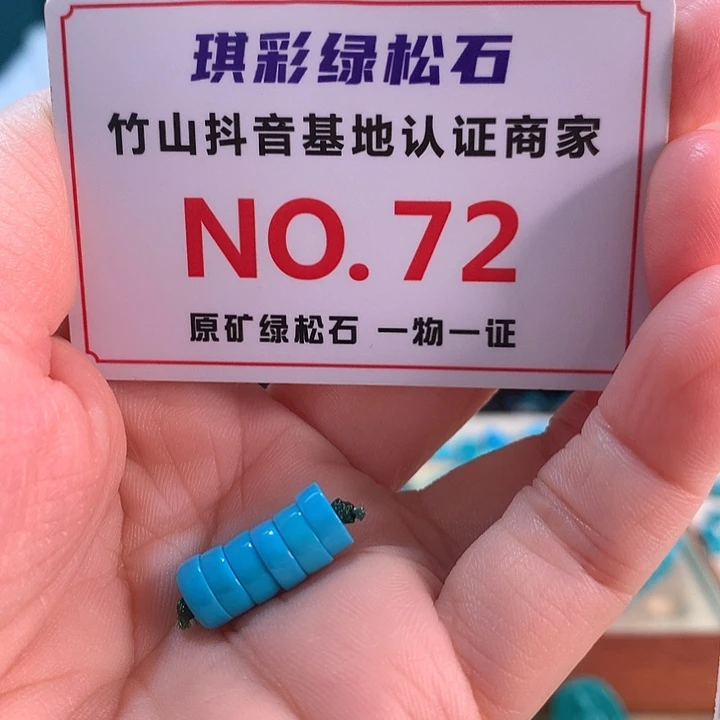 琪彩绿松石
竹山抖音基地认证商家
NO.72
原矿绿松石 一物一证